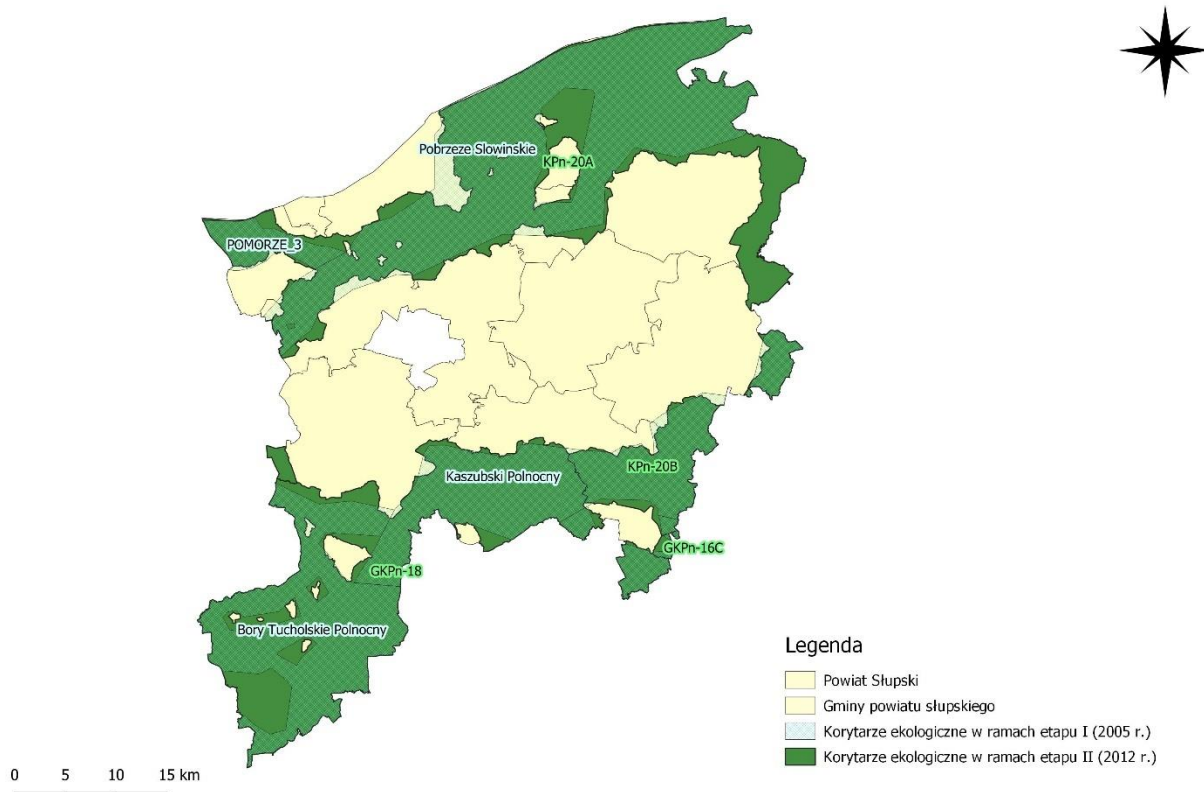 Pobrzeze Slowinskie
KPn-20A
POMORZE_3
Kaszubski Polnocny
KPn-20B
GKPn-16C
GKPn-18
Bory Tucholskie Polnocny
Legenda
Powiat Słupski
Gminy powiatu słupskiego
Korytarze ekologiczne w ramach etapu I (2005 r.)
Korytarze ekologiczne w ramach etapu II (2012 r.)
0 5 10 15 km